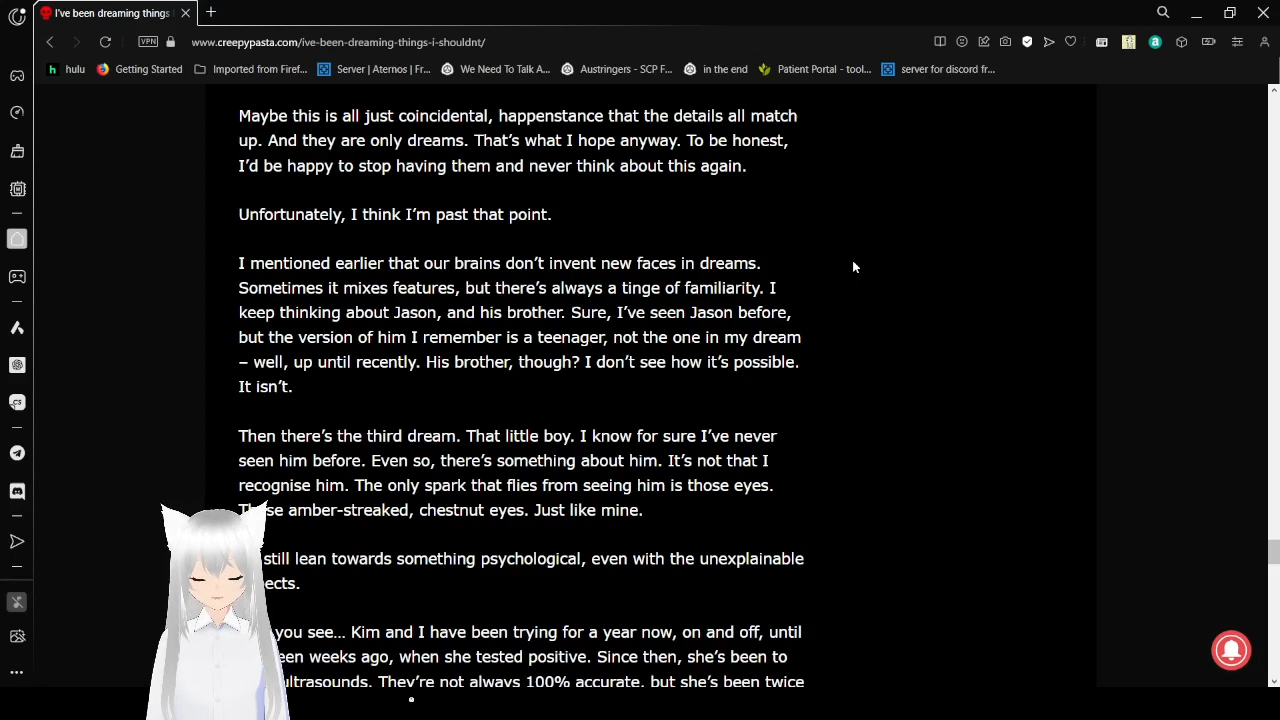 I've been dreaming things
www.creepypasta.com/ive-been-dreaming-things-i-shouldnt/
VPN
hulu
Getting Started
Imported from Firef...
Server | Aternos | Fr...
We Need To Talk A...
Austringers - SCP F...
in the end
Patient Portal - tool...
server for discord fr...
Maybe this is all just coincidental, happenstance that the details all match
up. And they are only dreams. That’s what I hope anyway. To be honest,
I’d be happy to stop having them and never think about this again.
Unfortunately, I think I’m past that point.
I mentioned earlier that our brains don’t invent new faces in dreams.
Sometimes it mixes features, but there’s always a tinge of familiarity. I
keep thinking about Jason, and his brother. Sure, I’ve seen Jason before,
but the version of him I remember is a teenager, not the one in my dream
– well, up until recently. His brother, though? I don’t see how it’s possible.
It isn’t.
Then there’s the third dream. That little boy. I know for sure I’ve never
seen him before. Even so, there’s something about him. It’s not that I
recognise him. The only spark that flies from seeing him is those eyes.
amber-streaked, chestnut eyes. Just like mine.
still lean towards something psychological, even with the unexplainable
you see... Kim and I have been trying for a year now, on and off, until
weeks ago, when she tested positive. Since then, she’s been to
ultrasounds. They’re not always 100% accurate, but she’s been twice